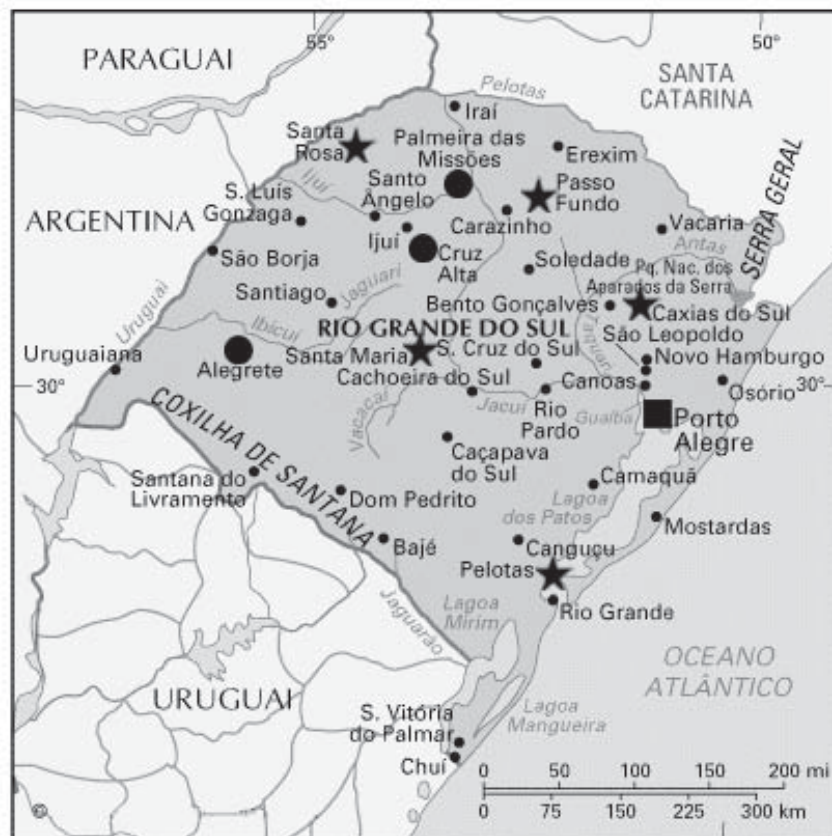 55
50
PARAGUAI
Pelotas
SANTA
CATARINA
Iraí
Santa
Rosa
Palmeira das
Missões
Erexim
Ijuí
Santo
Ângelo
Passo
Fundo
S. Luís
Gonzaga
ARGENTINA
Carazinho
Vacaria
SERRA GERAL
Ijuí
Cruz
Alta
Antas
São Borja
Soledade
Pq. Nac. dos
Aparados da Serra
Santiago
Jaguari
Bento Gonçalves
Caxias do Sul
Uruguai
Ibicuí
RIO GRANDE DO SUL
Taquari
São Leopoldo
Uruguaiana
Alegrete
Santa Maria
S. Cruz do Sul
Novo Hamburgo
Cachoeira do Sul
Canoas
30°
30°
Osório
Jacuí
Rio
Pardo
Guaíba
Porto
Alegre
Vacacaí
COXILHA DE SANTANA
Caçapava
do Sul
Santana do
Livramento
Camaquã
Dom Pedrito
Lagoa
dos Patos
Mostardas
Bajé
Canguçu
Pelotas
Rio Grande
Jaguarão
Lagoa
Mirim
OCEANO
ATLÂNTICO
URUGUAI
Lagoa
Mangueira
S. Vitória
do Palmar
Chuí
0 50 100 150 200 mi
0 75 150 225 300 km
©